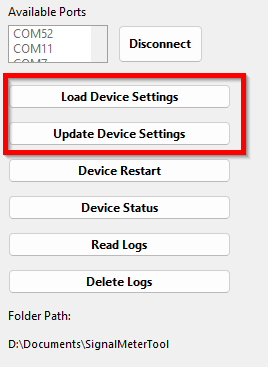 Available Ports
COM52
COM11
COM7
Disconnect
Load Device Settings
Update Device Settings
Device Restart
Device Status
Read Logs
Delete Logs
Folder Path:
D:\Documents\SignalMeterTool